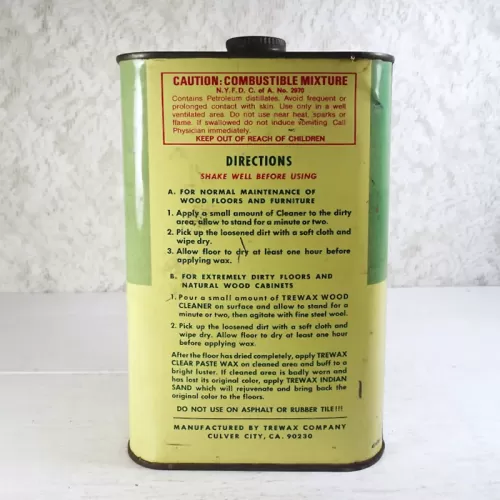 CAUTION: COMBUSTIBLE MIXTURE
N.Y.F.D. C. of A. No. 2970
Contains Petroleum distillates. Avoid frequent or
prolonged contact with skin. Use only in a well
ventilated area. Do not use near heat, sparks or
flame. If swallowed do not induce vomiting. Call
Physician immediately.
KEEP OUT OF REACH OF CHILDREN
DIRECTIONS
SHAKE WELL BEFORE USING
A. FOR NORMAL MAINTENANCE OF
WOOD FLOORS AND FURNITURE
1. Apply a small amount of Cleaner to the dirty
area, allow to stand for a minute or two.
2. Pick up the loosened dirt with a soft cloth and
wipe dry.
3. Allow floor to dry at least one hour before
applying wax.
B. FOR EXTREMELY DIRTY FLOORS AND
NATURAL WOOD CABINETS
1. Pour a small amount of TREWAX WOOD
CLEANER on surface and allow to stand for a
minute or two, then agitate with fine steel wool.
2. Pick up the loosened dirt with a soft cloth and
wipe dry. Allow floor to dry at least one hour
before applying wax.
After the floor has dried completely, apply TREWAX
CLEAR PASTE WAX on cleaned area and buff to a
bright luster. If cleaned area is badly worn and
has lost its original color, apply TREWAX INDIAN
SAND which will rejuvenate and bring back the
original color to the floors.
DO NOT USE ON ASPHALT OR RUBBER TILE!!!
MANUFACTURED BY TREWAX COMPANY
CULVER CITY, CA. 90230